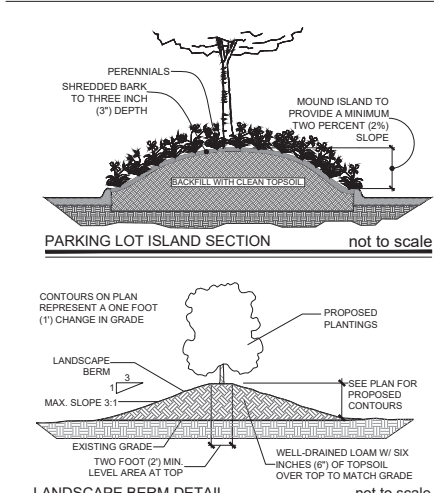 PERENNIALS
SHREDDED BARK
TO THREE INCH
(3") DEPTH
MOUND ISLAND TO
PROVIDE A MINIMUM
TWO PERCENT (2%)
SLOPE
BACKFILL WITH CLEAN TOPSOIL
PARKING LOT ISLAND SECTION not to scale
CONTOURS ON PLAN
REPRESENT A ONE FOOT
(1') CHANGE IN GRADE
PROPOSED
PLANTINGS
LANDSCAPE
BERM
3
1
MAX. SLOPE 3:1
SEE PLAN FOR
PROPOSED
CONTOURS
EXISTING GRADE
TWO FOOT (2') MIN.
LEVEL AREA AT TOP
WELL-DRAINED LOAM W/ SIX
INCHES (6") OF TOPSOIL
OVER TOP TO MATCH GRADE
LANDSCAPE BERM DETAIL not to scale